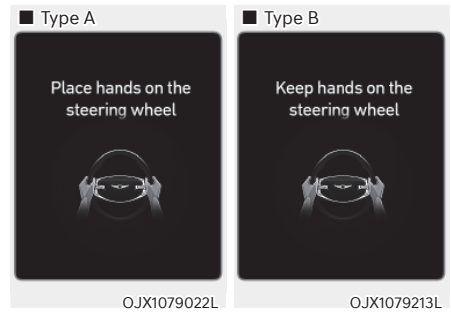 ■ Type A
Place hands on the
steering wheel
OJX1079022L
■ Type B
Keep hands on the
steering wheel
OJX1079213L